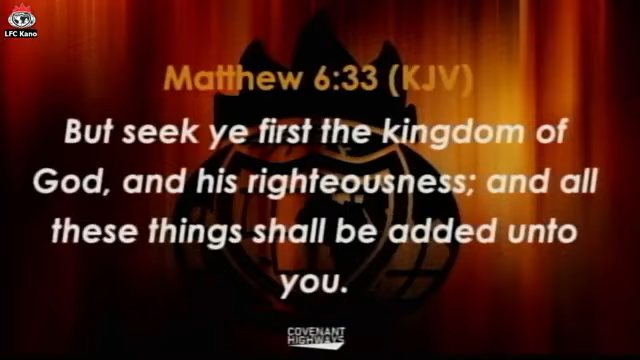 LFC Kano
Matthew 6:33 (KJV)
But seek ye first the kingdom of
God, and his righteousness; and all
these things shall be added unto
you.
COVENANT
HIGHWAYS